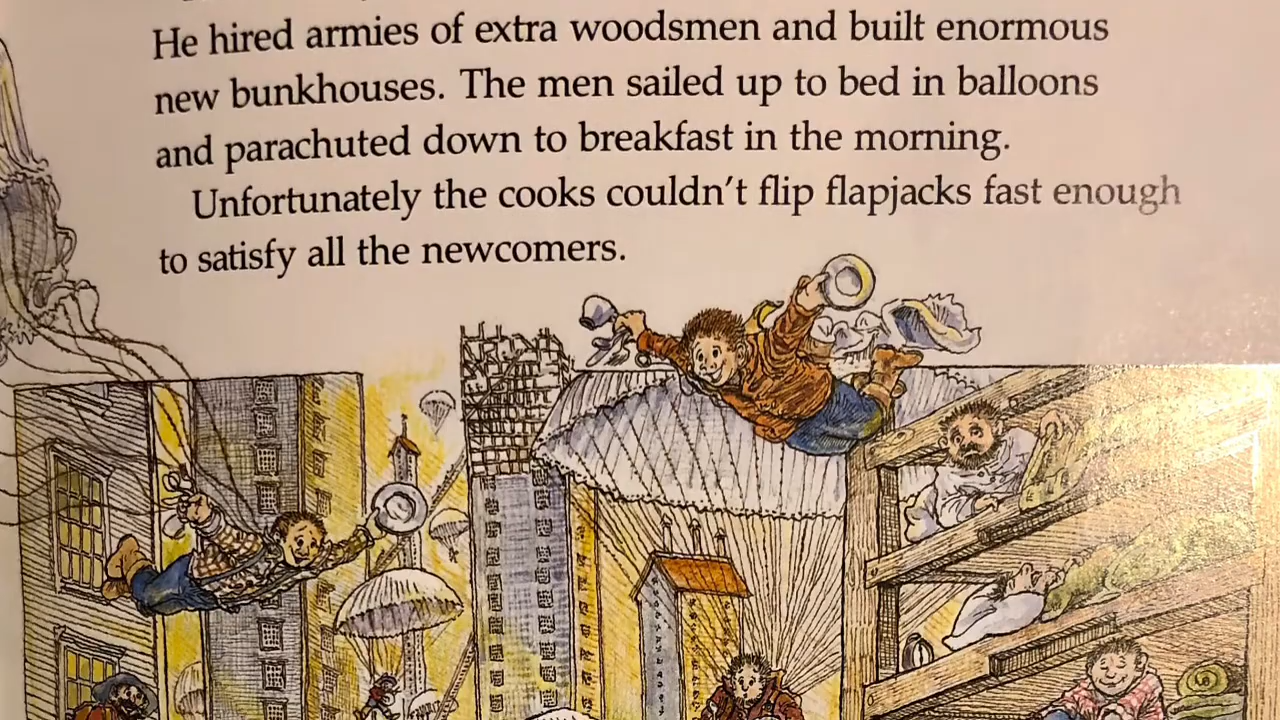 He hired armies of extra woodsmen and built enormous
new bunkhouses. The men sailed up to bed in balloons
and parachuted down to breakfast in the morning.
Unfortunately the cooks couldn't flip flapjacks fast enough
to satisfy all the newcomers.